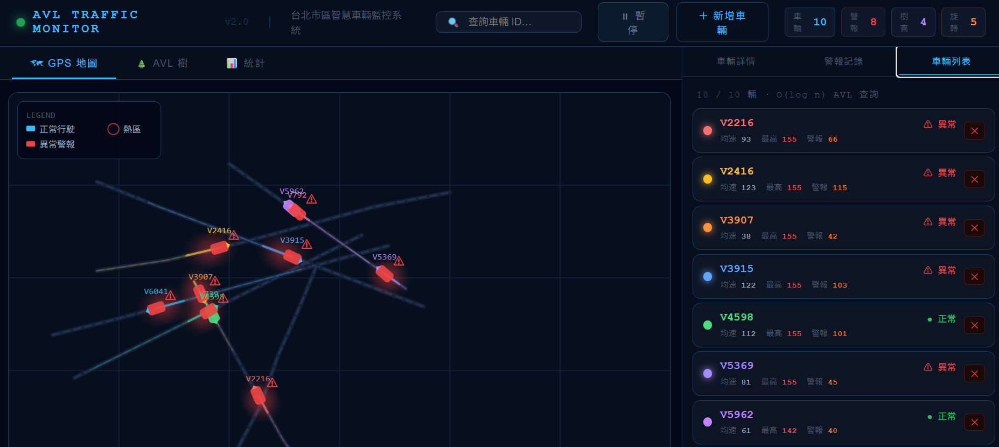 AVL TRAFFIC
MONITOR
v2.0
台北市區智慧車輛監控系
統
查詢車輛 ID...
暫
停
新增車
輛
車
輛
10
警
報
8
樹
高
4
旋
轉
5
GPS 地圖
AVL 樹
統計
車輛詳情
警報記錄
車輛列表
LEGEND
正常行駛
熱區
異常警報
V5962
V792
V2416
V3915
V5369
V3907
V739
V4598
V6041
V2216
10 / 10 輛 · O(log n) AVL 查詢
V2216
異常
均速 93 最高 155 警報 66
V2416
異常
均速 123 最高 155 警報 115
V3907
異常
均速 38 最高 155 警報 42
V3915
異常
均速 122 最高 155 警報 103
V4598
正常
均速 112 最高 155 警報 101
V5369
異常
均速 81 最高 155 警報 45
V5962
正常
均速 61 最高 142 警報 40